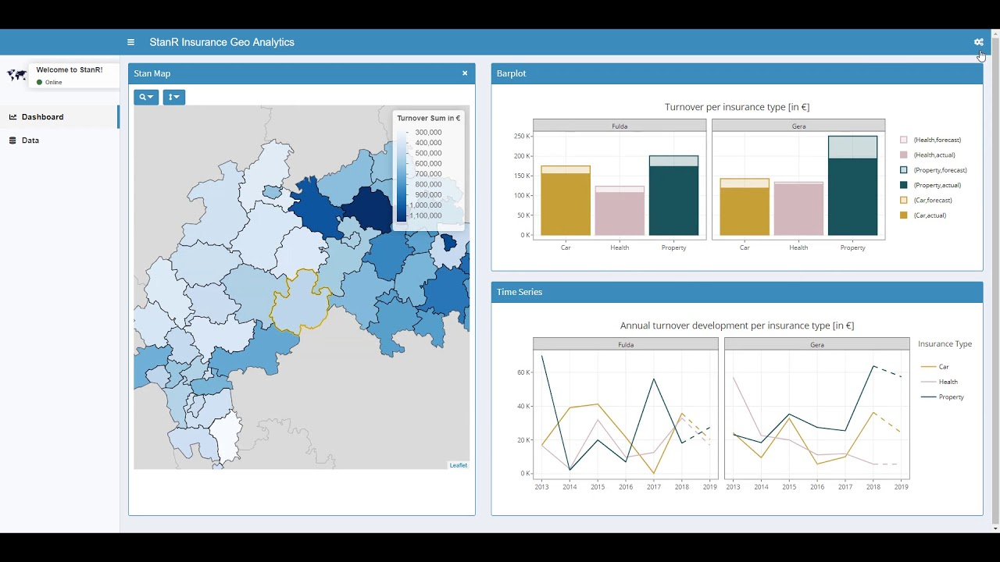 StanR Insurance Geo Analytics
Welcome to StanR!
Online
Dashboard
Data
Stan Map
Turnover Sum in €
300,000
400,000
500,000
600,000
700,000
800,000
900,000
1,000,000
1,100,000
Leaflet
Barplot
Turnover per insurance type [in €]
Fulda
Gera
250 K
200 K
150 K
100 K
50 K
0 K
Car
Health
Property
Car
Health
Property
(Health,forecast)
(Health,actual)
(Property,forecast)
(Property,actual)
(Car,forecast)
(Car,actual)
Time Series
Annual turnover development per insurance type [in €]
Fulda
Gera
60 K
40 K
20 K
0 K
2013 2014 2015 2016 2017 2018 2019
2013 2014 2015 2016 2017 2018 2019
Insurance Type
Car
Health
Property